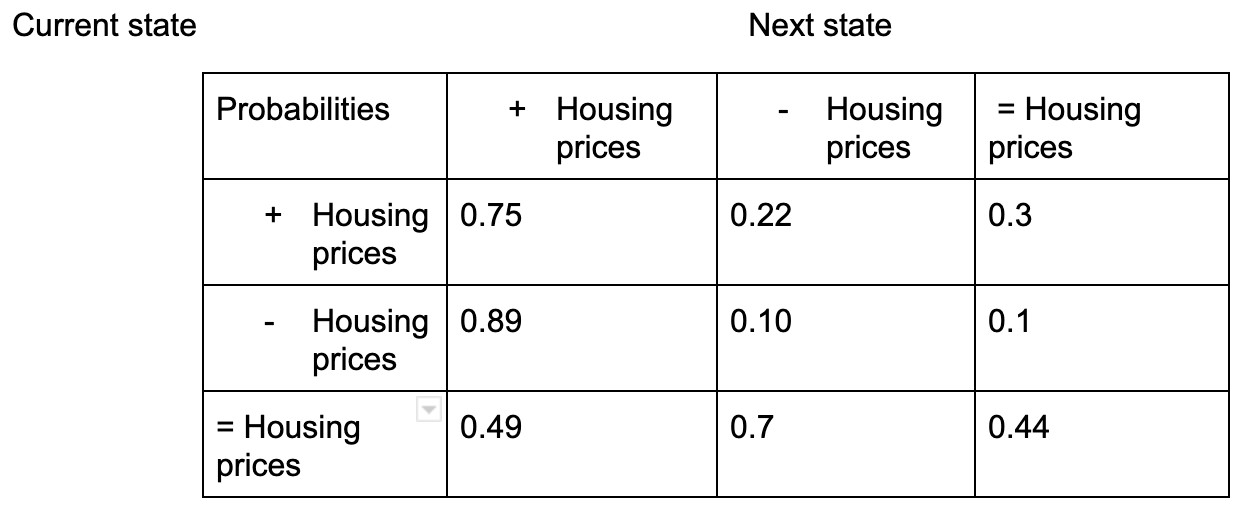 Current state Next state
Probabilities + Housing - Housing = Housing
prices prices prices
+ Housing 0.75 0.22 0.3
prices
- Housing 0.89 0.10 0.1
prices
= Housing 0.49 0.7 0.44
prices